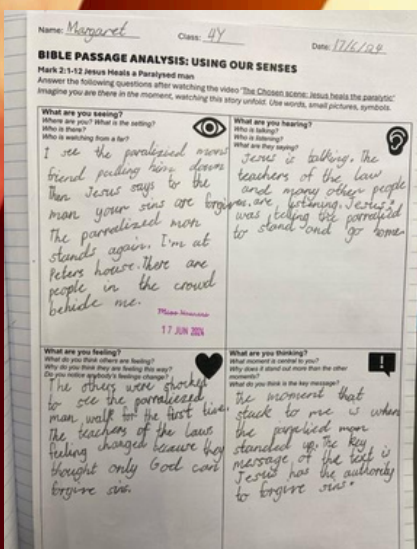 Name: Margaret Class: 4Y Date: 17/6/24
BIBLE PASSAGE ANALYSIS: USING OUR SENSES
Mark 2:1-12 Jesus Heals a Paralysed man
Answer the following questions after watching the video 'The Chosen scene: Jesus heals the paralytic'
Imagine you are there in the moment, watching this story unfold. Use words, small pictures, symbols.
What are you seeing?
Where are you? What is the setting?
Who is there?
Who is watching from a far?
I see the paralizied mans
friend pulling him down
Then Jesus says to the
man your sins are forgiven.
The parralized man
stands again. I'm at
Peters house. There are
people in the crowd
behide me.
17 JUN 2024
What are you hearing?
Who is talking?
Who is listening?
What are they saying?
Jesus is talking. The
teachers of the law
and many other people
are listening. Jesus
was telling the parralied
to stand and go home
What are you feeling?
What do you think others are feeling?
Why do you think they are feeling this way?
Do you notice anybody's feelings change?
The others were shocked
to see the parraliezed
man walk for the first time.
The teachers of the laws
feeling changed because they
thought only God can
forgive sins.
What are you thinking?
What moment is central to you?
Why does it stand out more than the other
moments?
What do you think is the key message?
the moment that
stuck to me is when
the parralied man
standed up. The key
message of the text is
Jesus has the authority
to forgive sins.